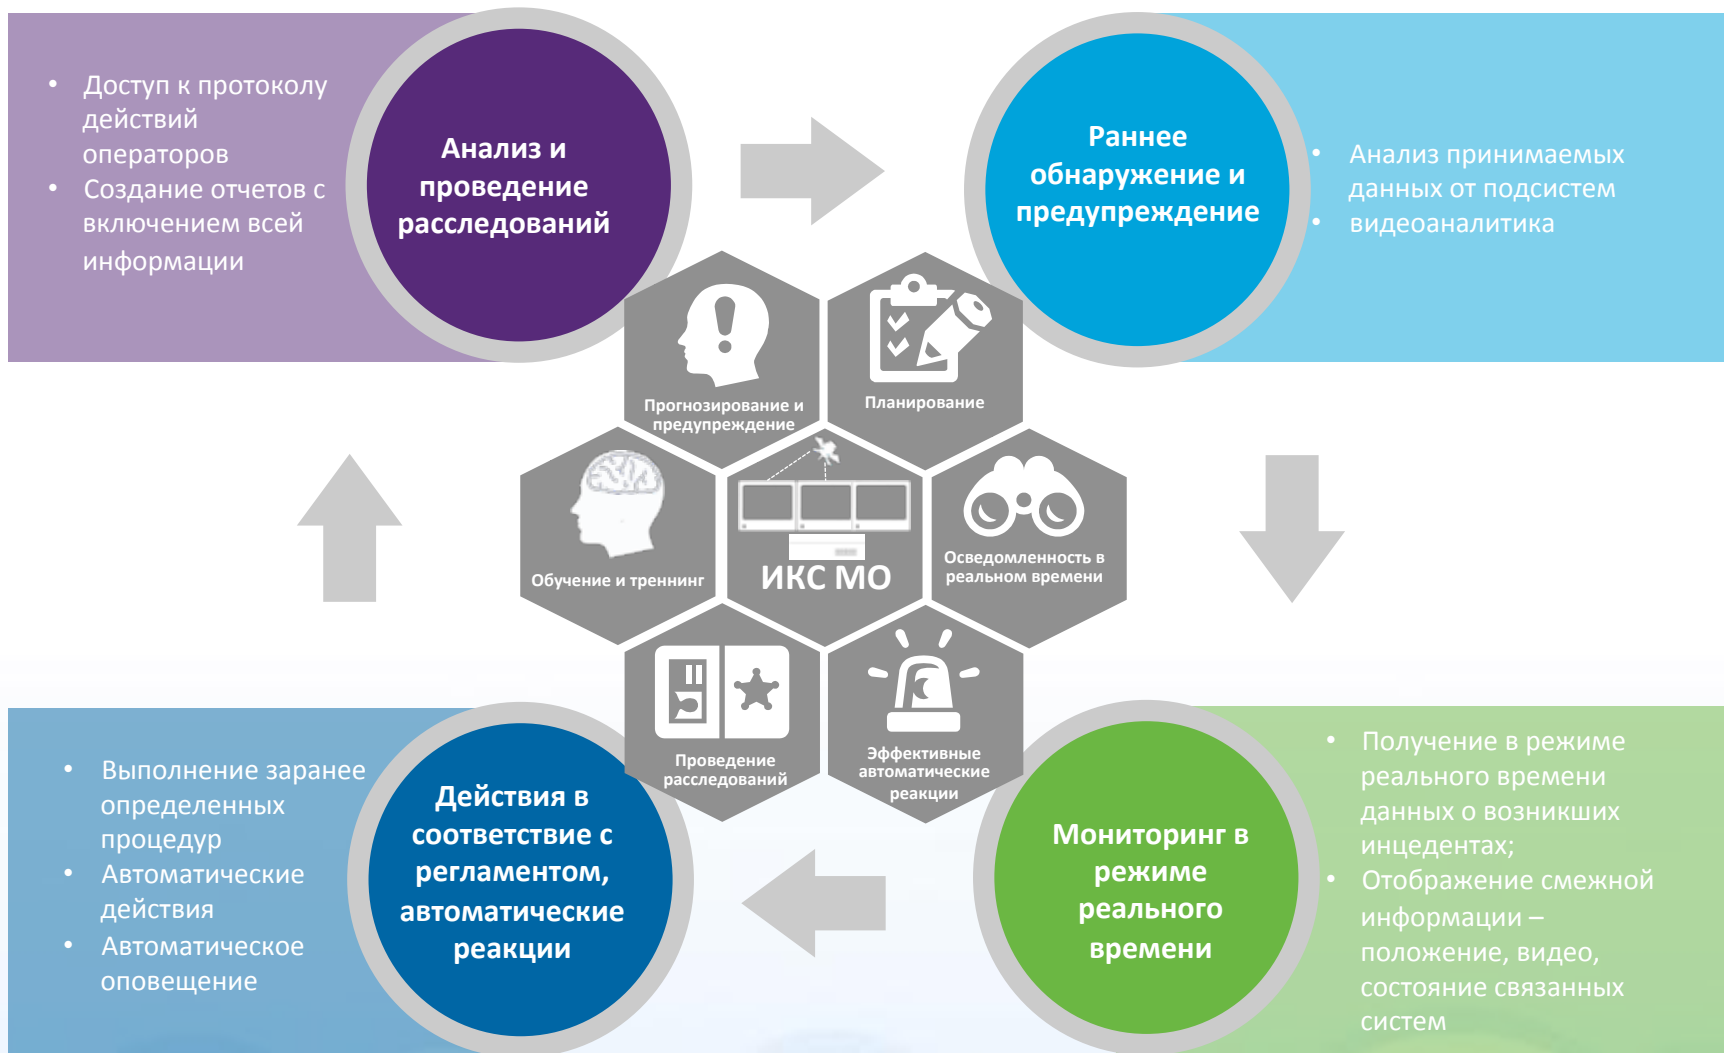 • Доступ к протоколу
действий
операторов
• Создание отчетов с
включением всей
информации
Анализ и
проведение
расследований
Раннее
обнаружение и
предупреждение
• Анализ принимаемых
данных от подсистем
• видеоаналитика
Прогнозирование и
предупреждение
Планирование
Обучение и треннинг
ИКС МО
Осведомленность в
реальном времени
Проведение
расследований
Эффективные
автоматические
реакции
• Выполнение заранее
определенных
процедур
• Автоматические
действия
• Автоматическое
оповещение
Действия в
соответствие с
регламентом,
автоматические
реакции
Мониторинг в
режиме
реального
времени
• Получение в режиме
реального времени
данных о возникших
инцедентах;
• Отображение смежной
информации –
положение, видео,
состояние связанных
систем